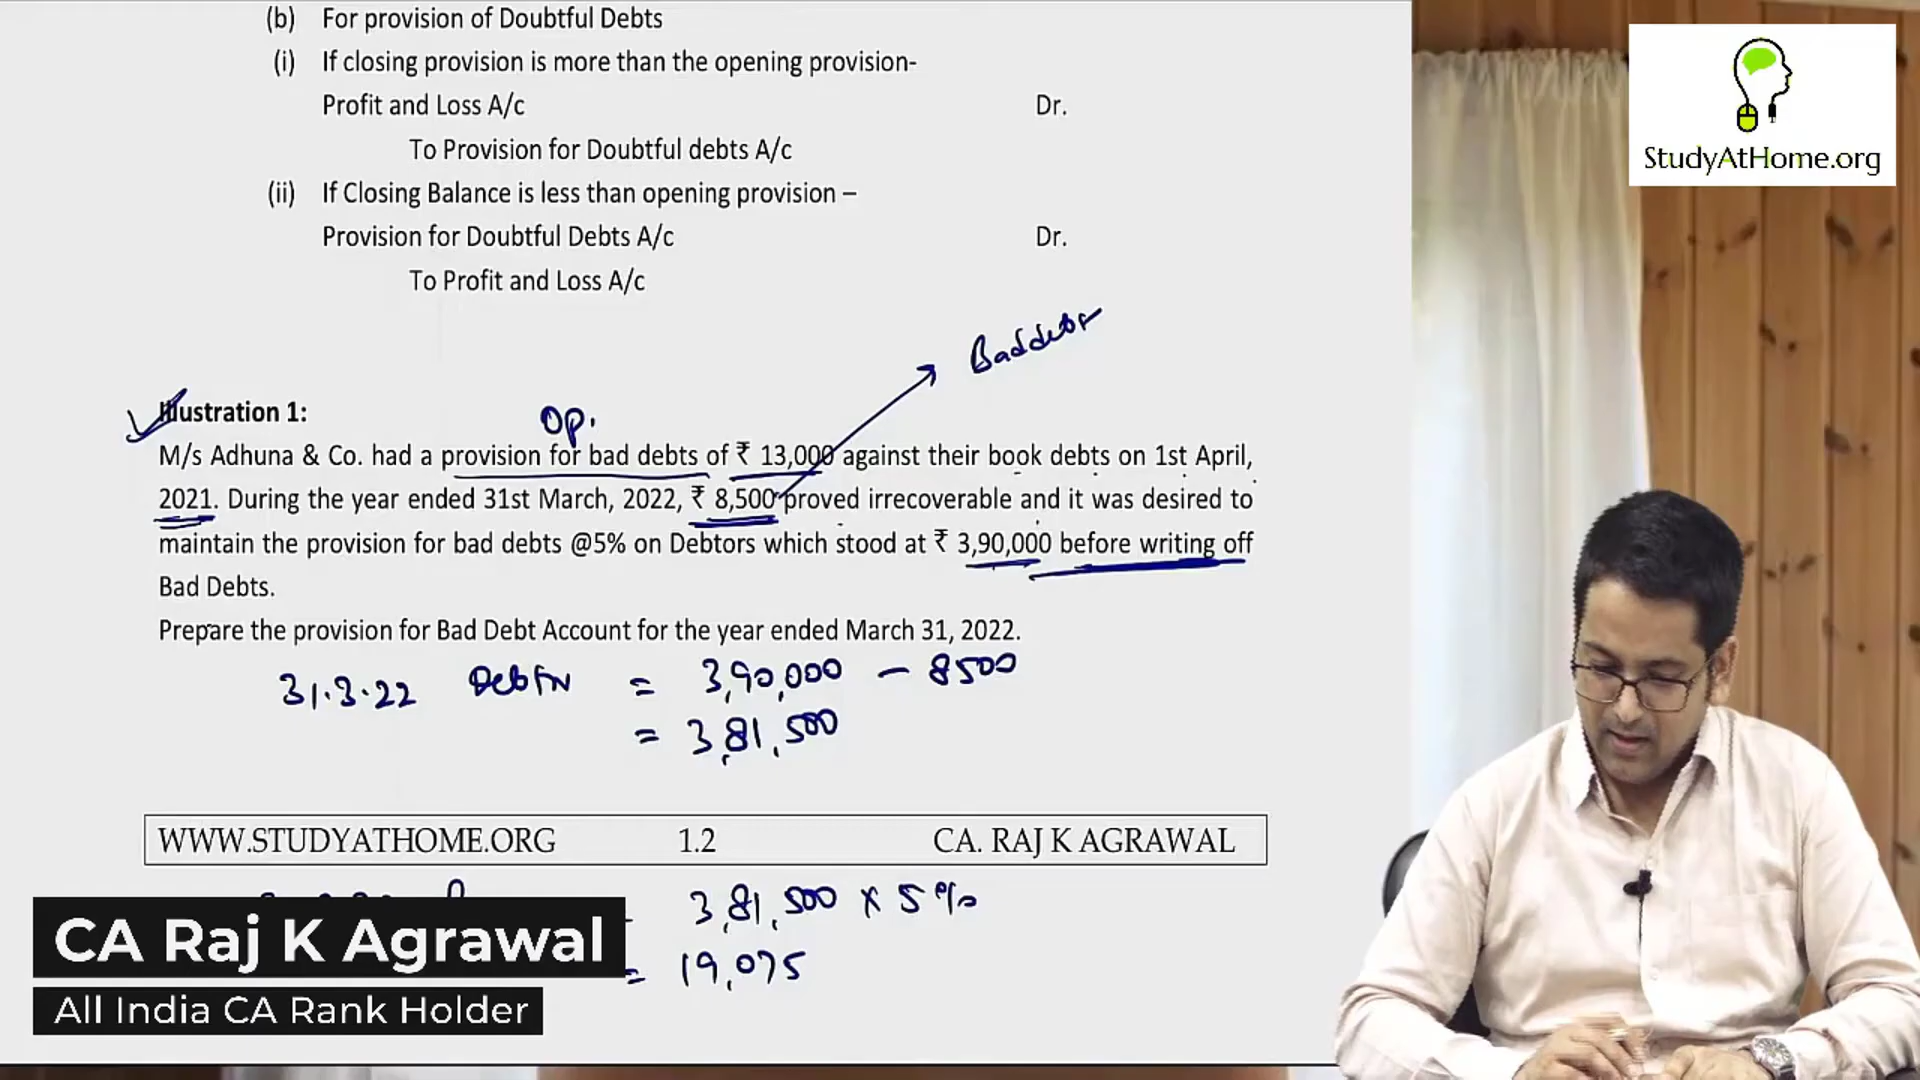 (b) For provision of Doubtful Debts
(i) If closing provision is more than the opening provision-
Profit and Loss A/c Dr.
To Provision for Doubtful debts A/c
(ii) If Closing Balance is less than opening provision –
Provision for Doubtful Debts A/c Dr.
To Profit and Loss A/c
Bad debts
Illustration 1:
Op.
M/s Adhuna & Co. had a provision for bad debts of ₹ 13,000 against their book debts on 1st April,
2021. During the year ended 31st March, 2022, ₹ 8,500 proved irrecoverable and it was desired to
maintain the provision for bad debts @5% on Debtors which stood at ₹ 3,90,000 before writing off
Bad Debts.
Prepare the provision for Bad Debt Account for the year ended March 31, 2022.
31.3.22 Debtor = 3,90,000 – 8500
= 3,81,500
WWW.STUDYATHOME.ORG 1.2 CA. RAJ K AGRAWAL
3,81,500 x 5%
= 19,075
CA Raj K Agrawal
All India CA Rank Holder
StudyAtHome.org